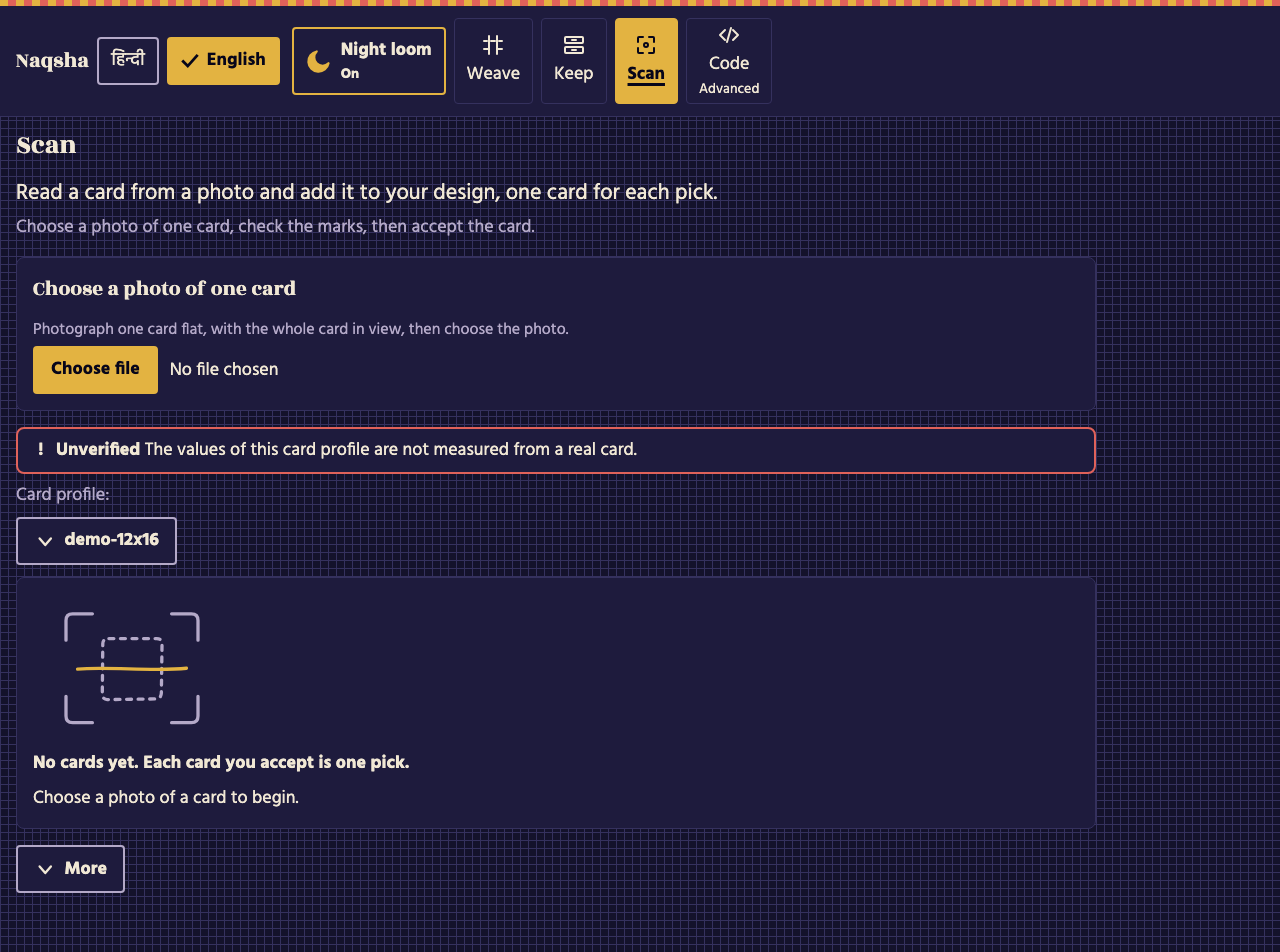 Naqsha
हिन्दी
English
Night loom
On
Weave
Keep
Scan
Code
Advanced
Scan
Read a card from a photo and add it to your design, one card for each pick.
Choose a photo of one card, check the marks, then accept the card.
Choose a photo of one card
Photograph one card flat, with the whole card in view, then choose the photo.
Choose file No file chosen
! Unverified The values of this card profile are not measured from a real card.
Card profile:
demo-12x16
No cards yet. Each card you accept is one pick.
Choose a photo of a card to begin.
More